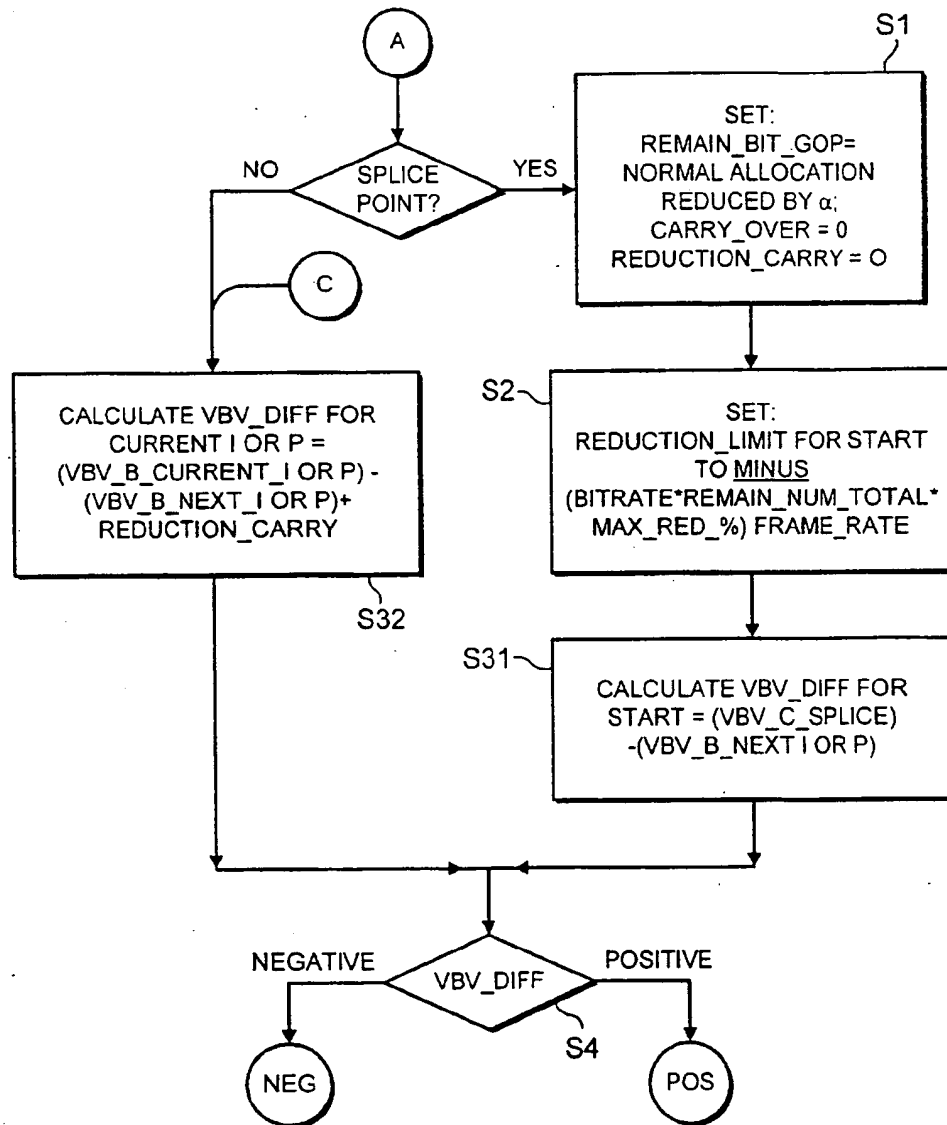 A
S1
SPLICE
POINT?
NO
YES
SET:
REMAIN_BIT_GOP=
NORMAL ALLOCATION
REDUCED BY α;
CARRY_OVER = 0
REDUCTION_CARRY = O
C
S2
CALCULATE VBV_DIFF FOR
CURRENT I OR P =
(VBV_B_CURRENT_I OR P) -
(VBV_B_NEXT_I OR P)+
REDUCTION_CARRY
S32
SET:
REDUCTION_LIMIT FOR START
TO MINUS
(BITRATE*REMAIN_NUM_TOTAL*
MAX_RED_%) FRAME_RATE
S31
CALCULATE VBV_DIFF FOR
START = (VBV_C_SPLICE)
-(VBV_B_NEXT I OR P)
NEGATIVE
VBV_DIFF
POSITIVE
S4
NEG
POS